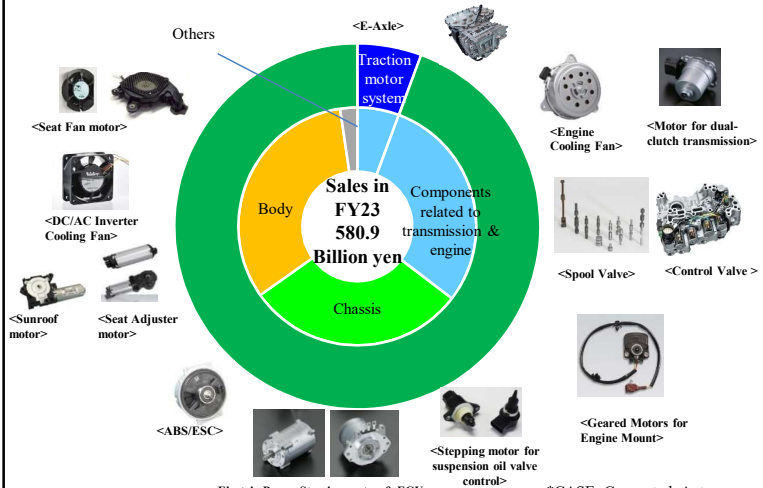 <E-Axle>
Others
Traction
motor
system
<Seat Fan motor>
<Engine
Cooling Fan>
<Motor for dual-
clutch transmission>
<DC/AC Inverter
Cooling Fan>
Body
Sales in
FY23
580.9
Billion yen
Components
related to
transmission &
engine
<Spool Valve>
<Control Valve >
<Sunroof
motor>
<Seat Adjuster
motor>
Chassis
<ABS/ESC>
<Geared Motors for
Engine Mount>
<Stepping motor for
suspension oil valve
control>